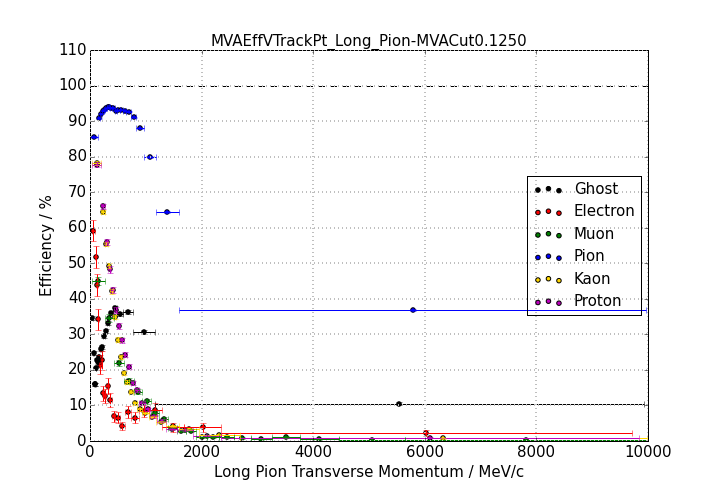 MVAEffVTrackPt_Long_Pion-MVACut0.1250
110
100
90
80
70
60
50
40
30
20
10
0
Efficiency / %
Ghost
Electron
Muon
Pion
Kaon
Proton
0 2000 4000 6000 8000 10000
Long Pion Transverse Momentum / MeV/c